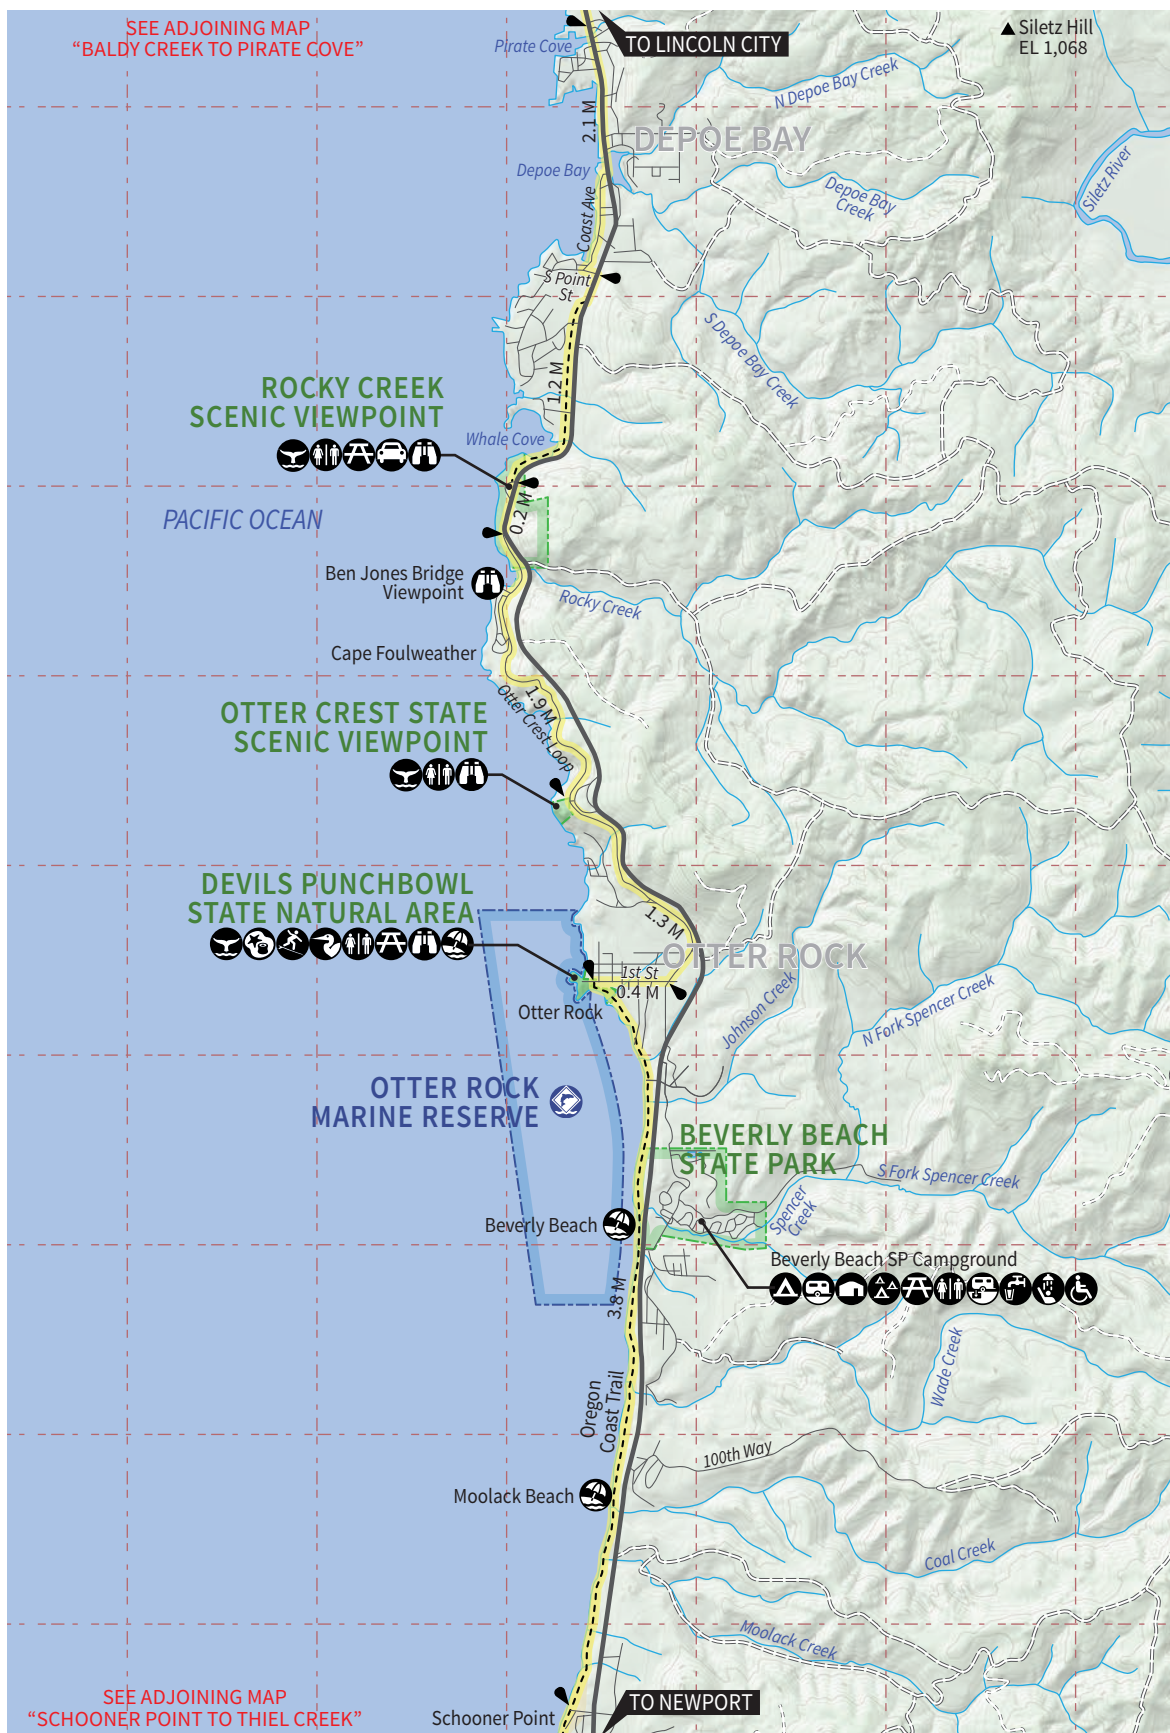 SEE ADJOINING MAP
“BALDY CREEK TO PIRATE COVE”
Pirate Cove
TO LINCOLN CITY
Siletz Hill
EL 1,068
N Depoe Bay Creek
2.1 M
DEPOE BAY
Depoe Bay
Siletz River
Depoe Bay
Creek
Coast Ave
S Point
St
S Depoe Bay Creek
1.2 M
ROCKY CREEK
SCENIC VIEWPOINT
Whale Cove
PACIFIC OCEAN
0.2 M
Ben Jones Bridge
Viewpoint
Rocky Creek
Cape Foulweather
1.9 M
Otter Crest Loop
OTTER CREST STATE
SCENIC VIEWPOINT
DEVILS PUNCHBOWL
STATE NATURAL AREA
1.3 M
OTTER ROCK
1st St
0.4 M
Otter Rock
Johnson Creek
N Fork Spencer Creek
OTTER ROCK
MARINE RESERVE
BEVERLY BEACH
STATE PARK
S Fork Spencer Creek
Spencer
Creek
Beverly Beach
Beverly Beach SP Campground
3.8 M
Wade Creek
Oregon
Coast Trail
100th Way
Moolack Beach
Coal Creek
Moolack Creek
SEE ADJOINING MAP
“SCHOONER POINT TO THIEL CREEK”
TO NEWPORT
Schooner Point